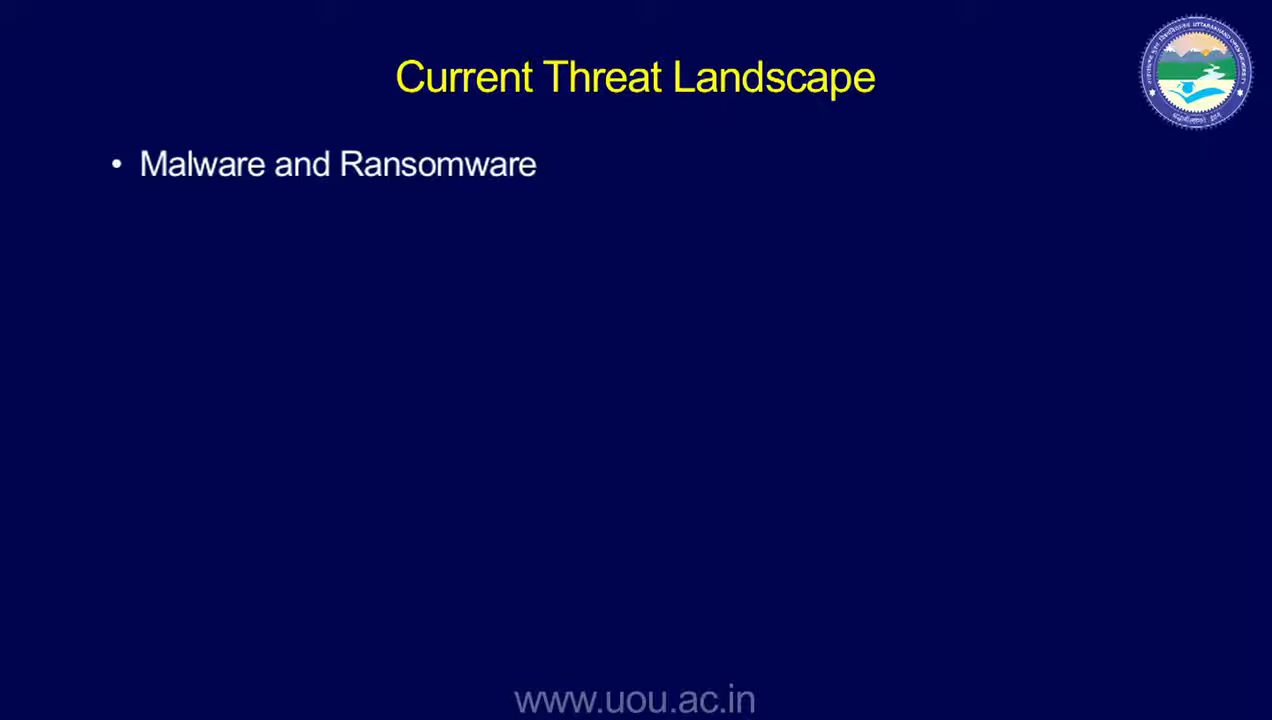 Current Threat Landscape
• Malware and Ransomware
www.uou.ac.in